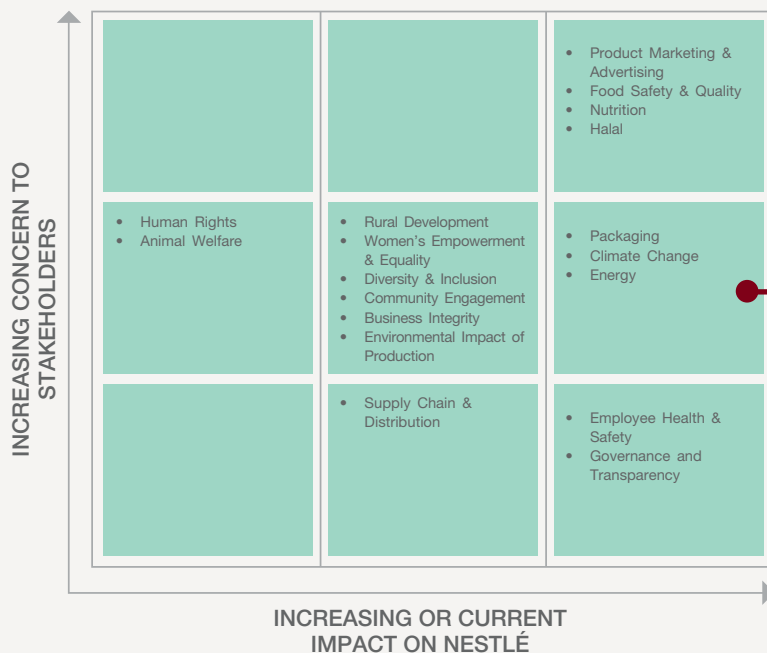 INCREASING CONCERN TO
STAKEHOLDERS
• Product Marketing &
Advertising
• Food Safety & Quality
• Nutrition
• Halal
• Human Rights
• Animal Welfare
• Rural Development
• Women's Empowerment
& Equality
• Diversity & Inclusion
• Community Engagement
• Business Integrity
• Environmental Impact of
Production
• Packaging
• Climate Change
• Energy
• Supply Chain &
Distribution
• Employee Health &
Safety
• Governance and
Transparency
INCREASING OR CURRENT
IMPACT ON NESTLÉ